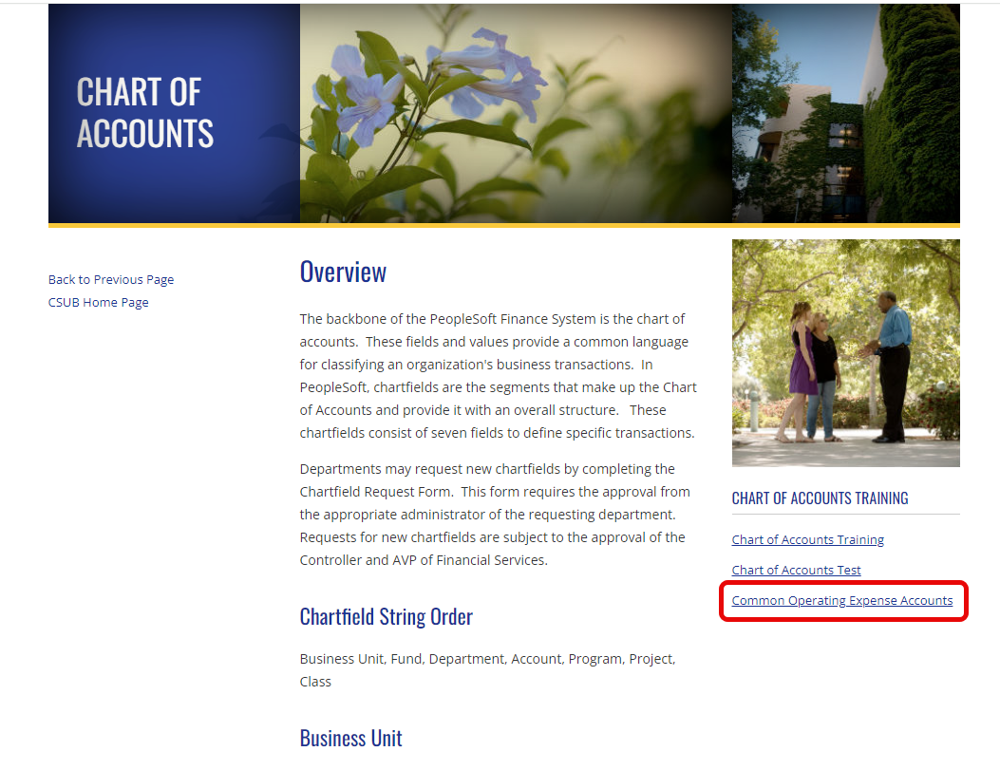 CHART OF
ACCOUNTS
Back to Previous Page
CSUB Home Page
Overview
The backbone of the PeopleSoft Finance System is the chart of
accounts.  These fields and values provide a common language
for classifying an organization's business transactions.  In
PeopleSoft, chartfields are the segments that make up the Chart
of Accounts and provide it with an overall structure.   These
chartfields consist of seven fields to define specific transactions.
Departments may request new chartfields by completing the
Chartfield Request Form.  This form requires the approval from
the appropriate administrator of the requesting department.
Requests for new chartfields are subject to the approval of the
Controller and AVP of Financial Services.
Chartfield String Order
Business Unit, Fund, Department, Account, Program, Project,
Class
Business Unit
CHART OF ACCOUNTS TRAINING
Chart of Accounts Training
Chart of Accounts Test
Common Operating Expense Accounts